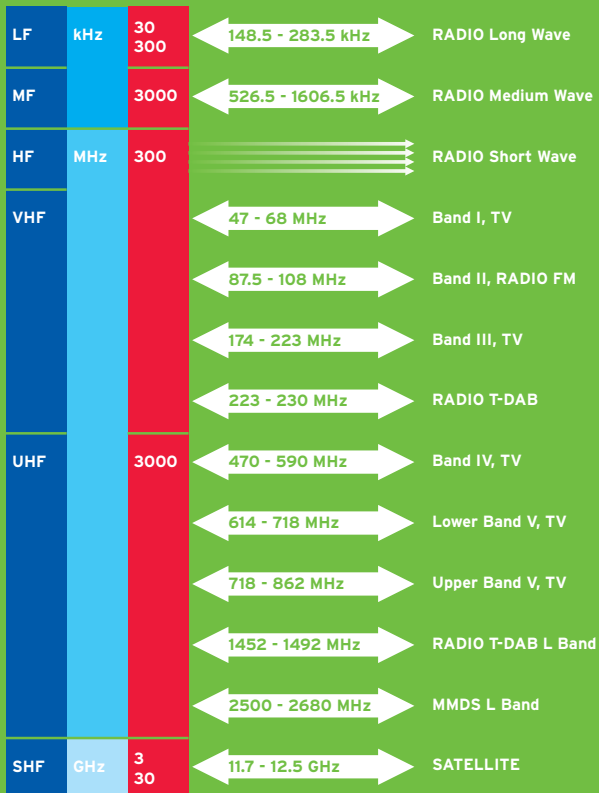 LF kHz 30 148.5 - 283.5 kHz RADIO Long Wave
300
MF 3000 526.5 - 1606.5 kHz RADIO Medium Wave
HF MHz 300 RADIO Short Wave
VHF 47 - 68 MHz Band I, TV
87.5 - 108 MHz Band II, RADIO FM
174 - 223 MHz Band III, TV
223 - 230 MHz RADIO T-DAB
UHF 3000 470 - 590 MHz Band IV, TV
614 - 718 MHz Lower Band V, TV
718 - 862 MHz Upper Band V, TV
1452 - 1492 MHz RADIO T-DAB L Band
2500 - 2680 MHz MMDS L Band
SHF GHz 3 11.7 - 12.5 GHz SATELLITE
30